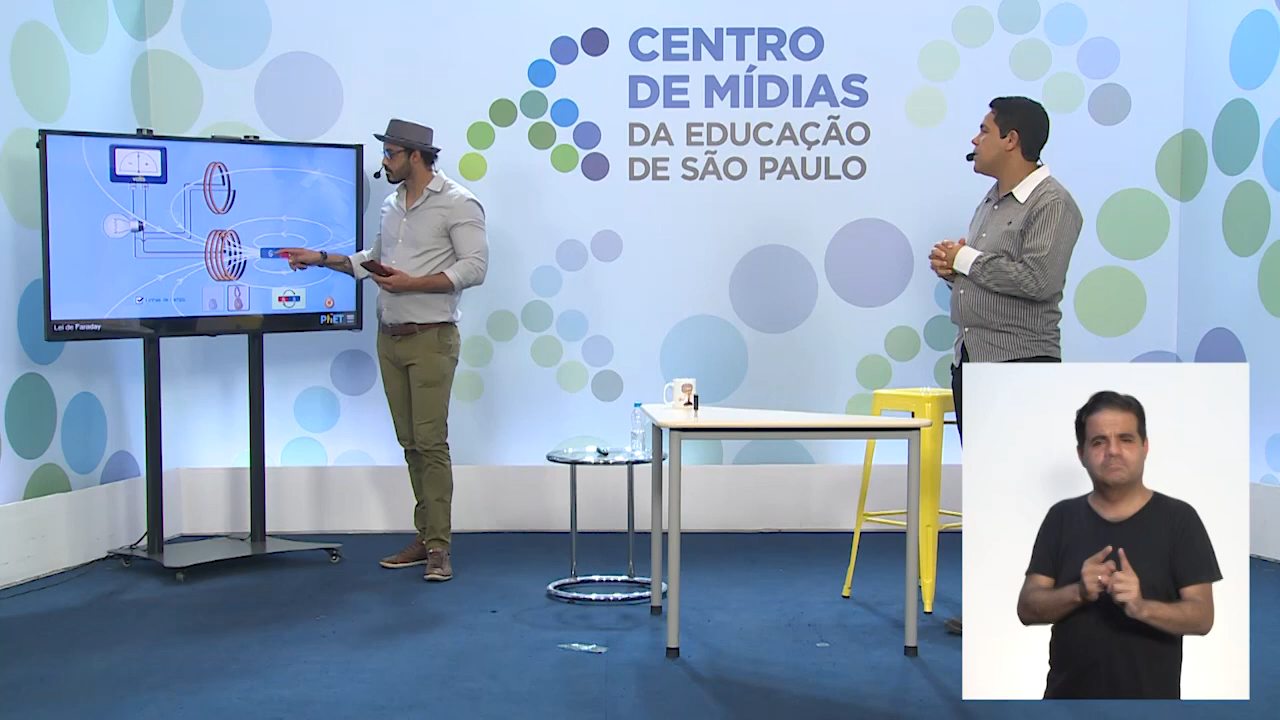 CENTRO
DE MÍDIAS
DA EDUCAÇÃO
DE SÃO PAULO
Lei de Faraday
PhET